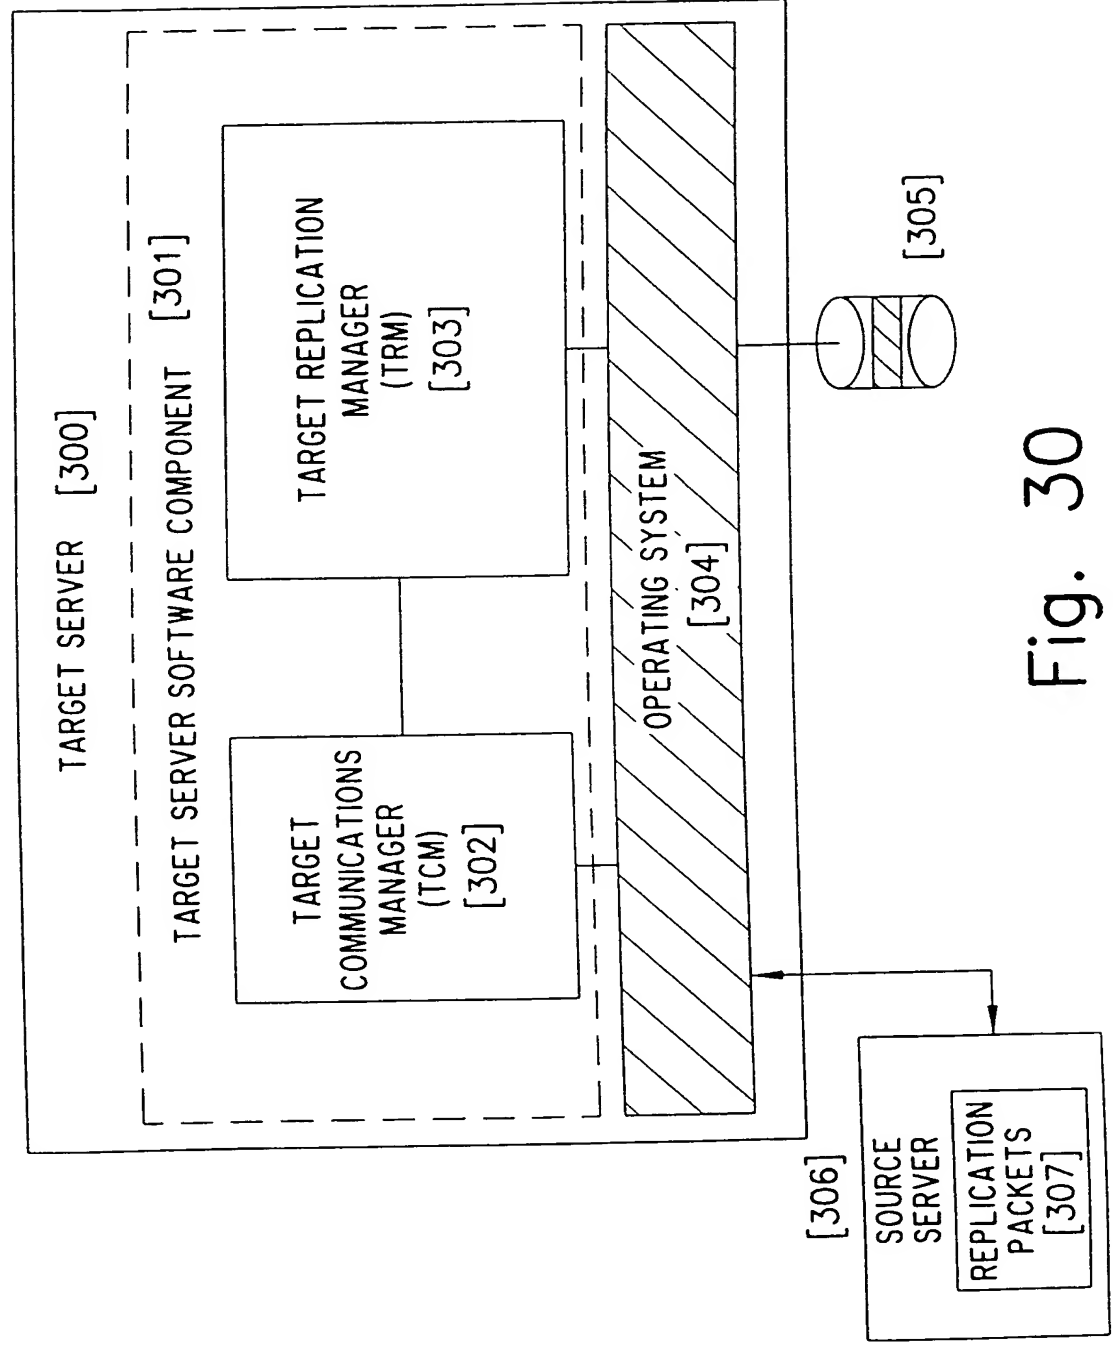 TARGET SERVER [300]
TARGET SERVER SOFTWARE COMPONENT [301]
TARGET
COMMUNICATIONS
MANAGER
(TCM)
[302]
TARGET REPLICATION
MANAGER
(TRM)
[303]
OPERATING SYSTEM
[304]
[305]
[306]
SOURCE
SERVER
REPLICATION
PACKETS
[307]
Fig. 30